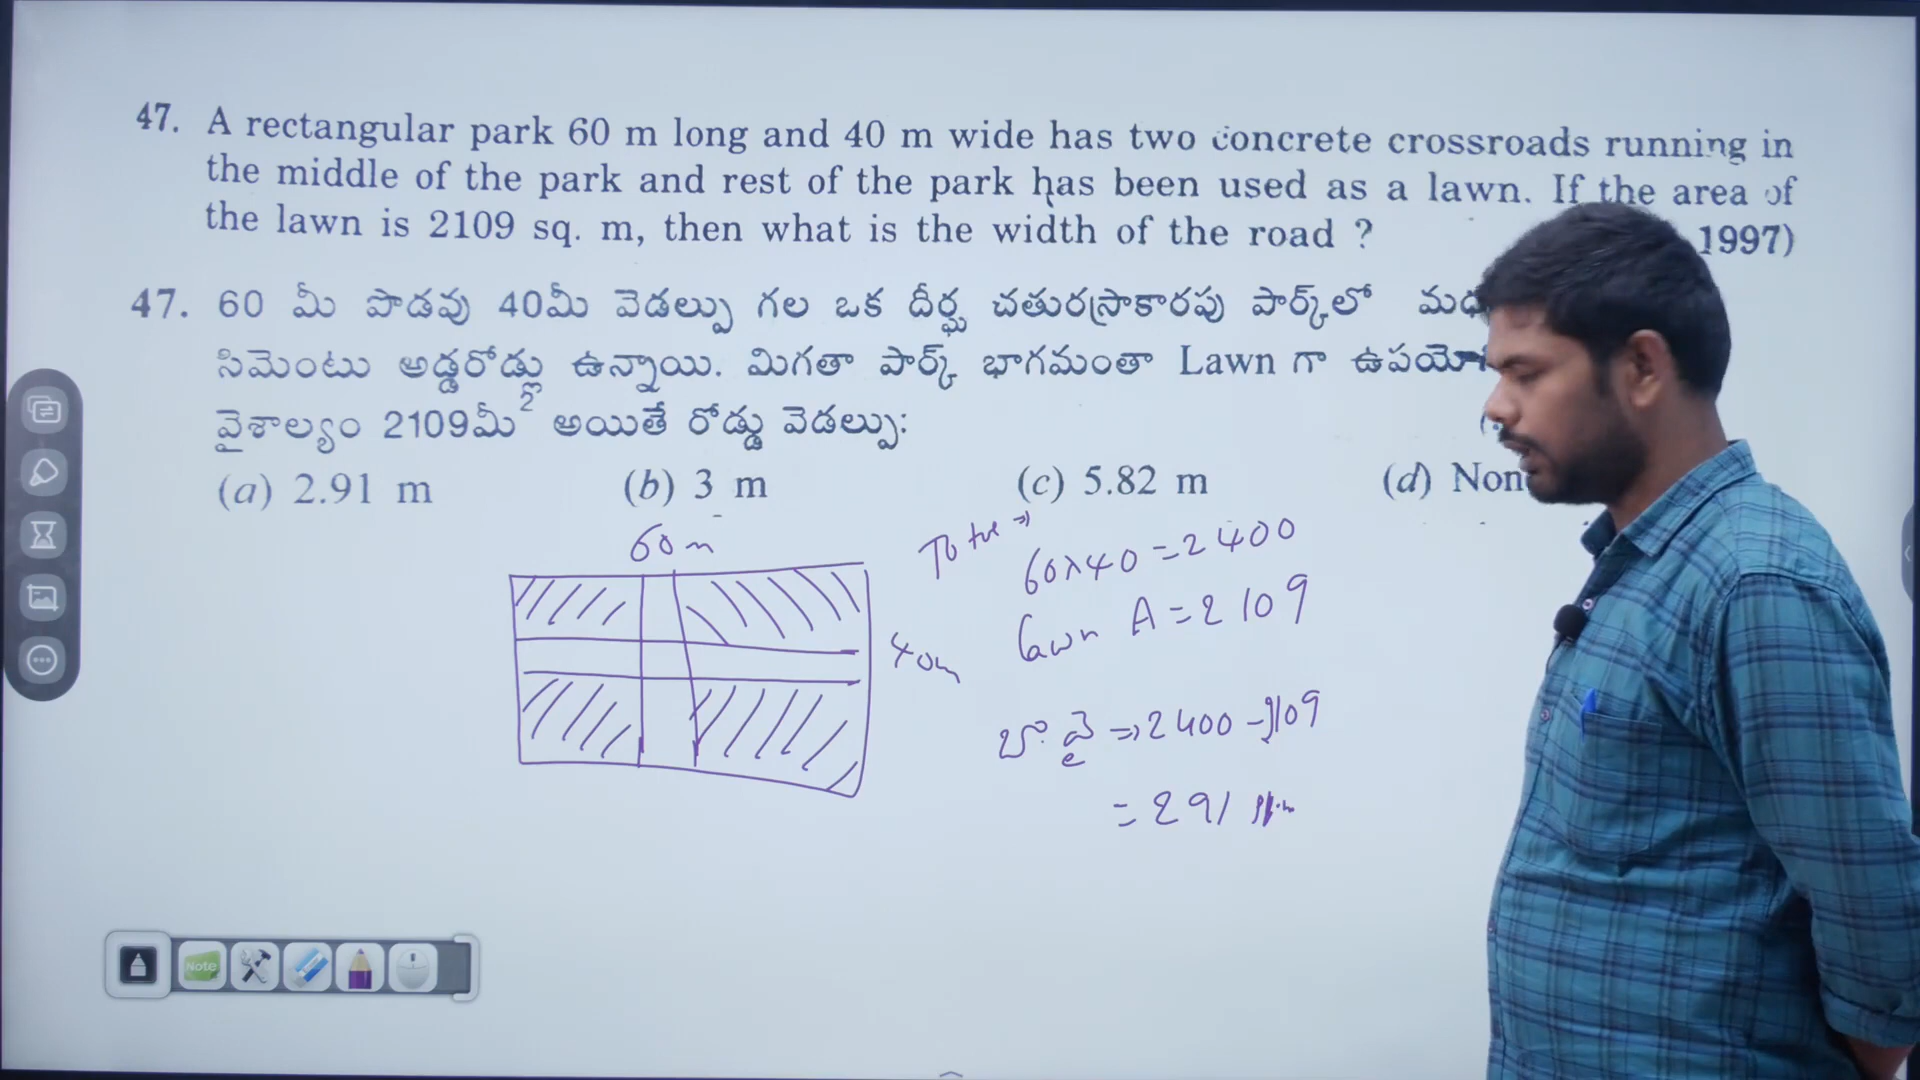 47. A rectangular park 60 m long and 40 m wide has two concrete crossroads running in
the middle of the park and rest of the park has been used as a lawn. If the area of
the lawn is 2109 sq. m, then what is the width of the road ?
1997)
47. 60 మీ పొడవు 40మీ వెడల్పు గల ఒక దీర్ఘ చతురస్రాకారపు పార్క్‌లో
సిమెంటు అడ్డరోడ్లు ఉన్నాయి. మిగతా పార్క్ భాగమంతా Lawn గా
వైశాల్యం 2109మీ² అయితే రోడ్డు వెడల్పు:
(a) 2.91 m (b) 3 m (c) 5.82 m (d)
60m
40m
60×40 = 2400
Lawn A = 2109
⇒ 2400 - 2109
= 291
Note